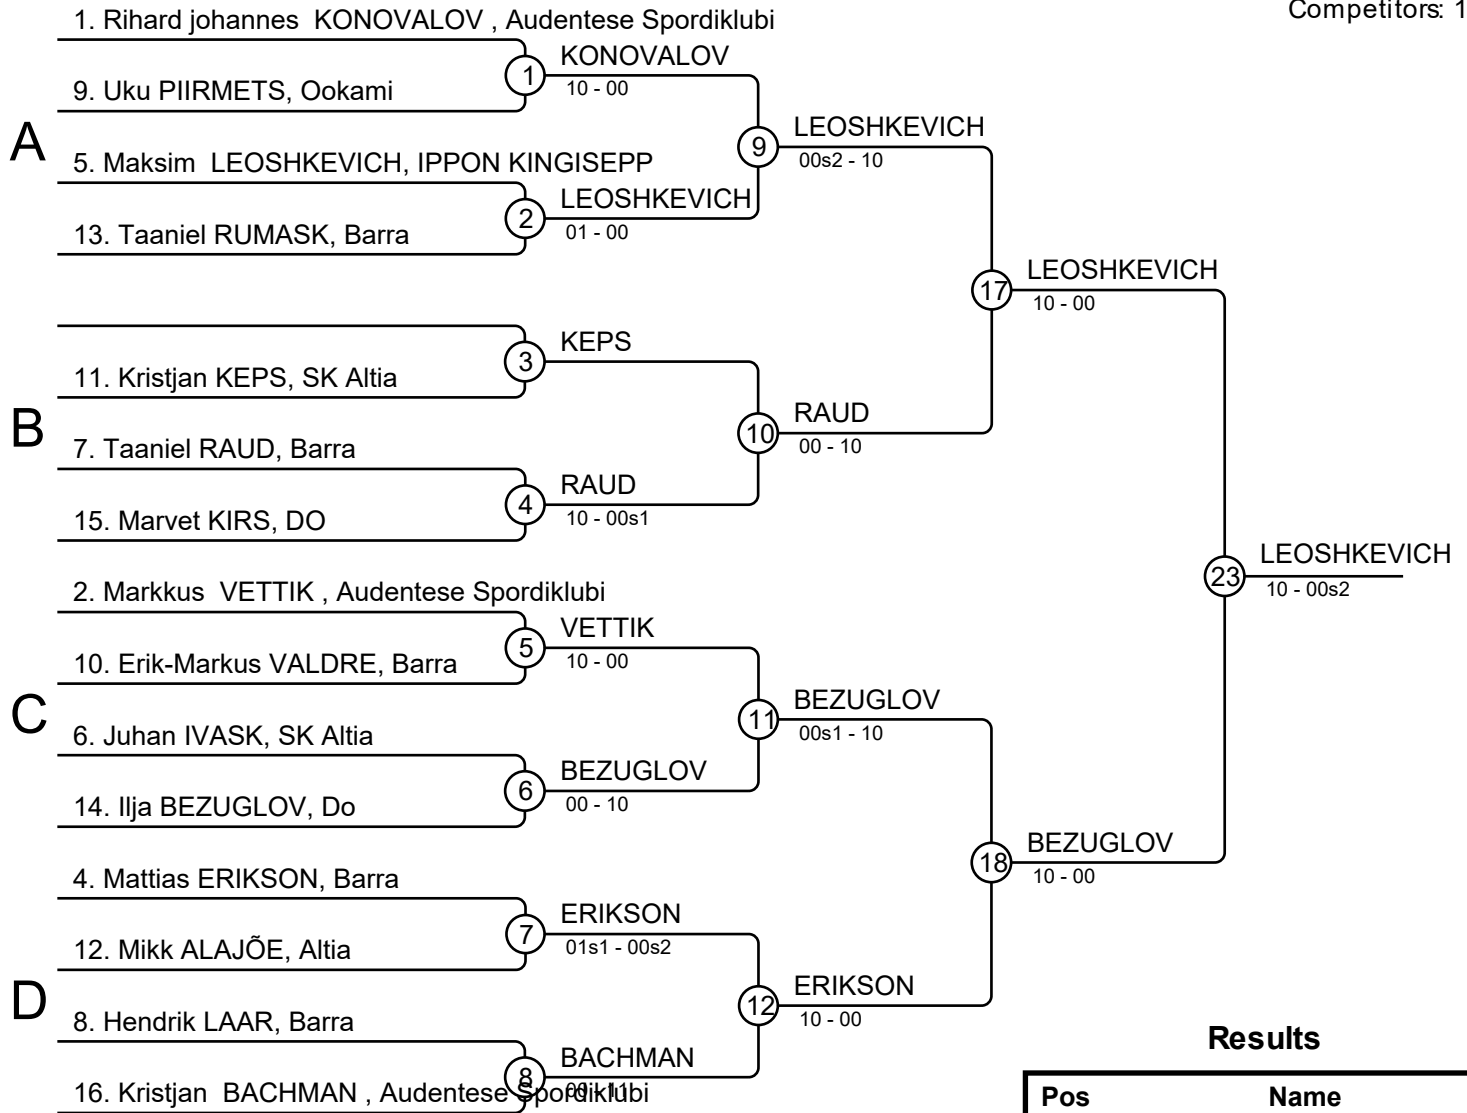 Competitors: 1
1. Rihard johannes KONOVALOV , Audentese Spordiklubi
KONOVALOV
1
10 - 00
9. Uku PIIRMETS, Ookami
A
LEOSHKEVICH
9
00s2 - 10
5. Maksim LEOSHKEVICH, IPPON KINGISEPP
LEOSHKEVICH
2
01 - 00
13. Taaniel RUMASK, Barra
LEOSHKEVICH
17
10 - 00
KEPS
3
11. Kristjan KEPS, SK Altia
B
RAUD
10
00 - 10
7. Taaniel RAUD, Barra
RAUD
4
10 - 00s1
15. Marvet KIRS, DO
LEOSHKEVICH
23
10 - 00s2
2. Markkus VETTIK , Audentese Spordiklubi
VETTIK
5
10 - 00
10. Erik-Markus VALDRE, Barra
C
BEZUGLOV
11
00s1 - 10
6. Juhan IVASK, SK Altia
BEZUGLOV
6
00 - 10
14. Ilja BEZUGLOV, Do
BEZUGLOV
18
10 - 00
4. Mattias ERIKSON, Barra
ERIKSON
7
01s1 - 00s2
12. Mikk ALAJÕE, Altia
D
ERIKSON
12
10 - 00
8. Hendrik LAAR, Barra
BACHMAN
8
16. Kristjan BACHMAN , Audentese Spordiklubi
Results
Pos Name